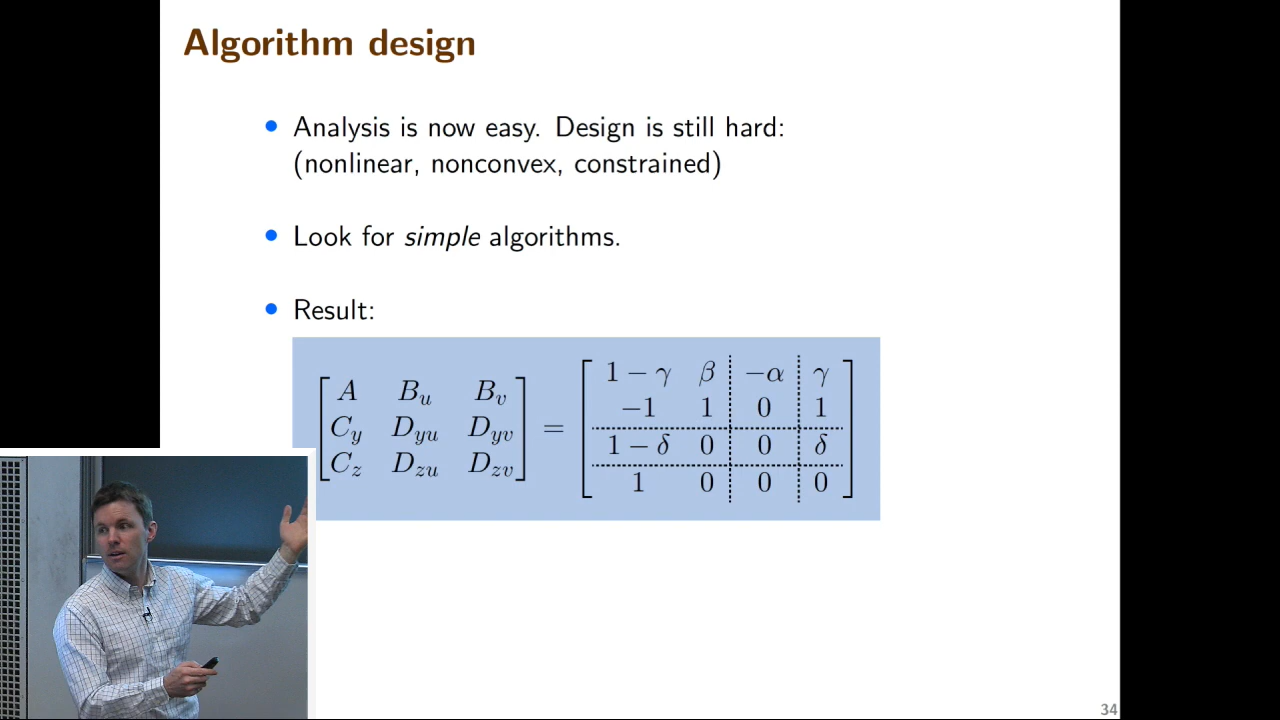 Algorithm design
• Analysis is now easy. Design is still hard:
(nonlinear, nonconvex, constrained)
• Look for simple algorithms.
• Result:
[ A B_u B_v ; C_y D_yu D_yv ; C_z D_zu D_zv ] = [ 1 − γ β −α γ ; −1 1 0 1 ; 1 − δ 0 0 δ ; 1 0 0 0 ]
34